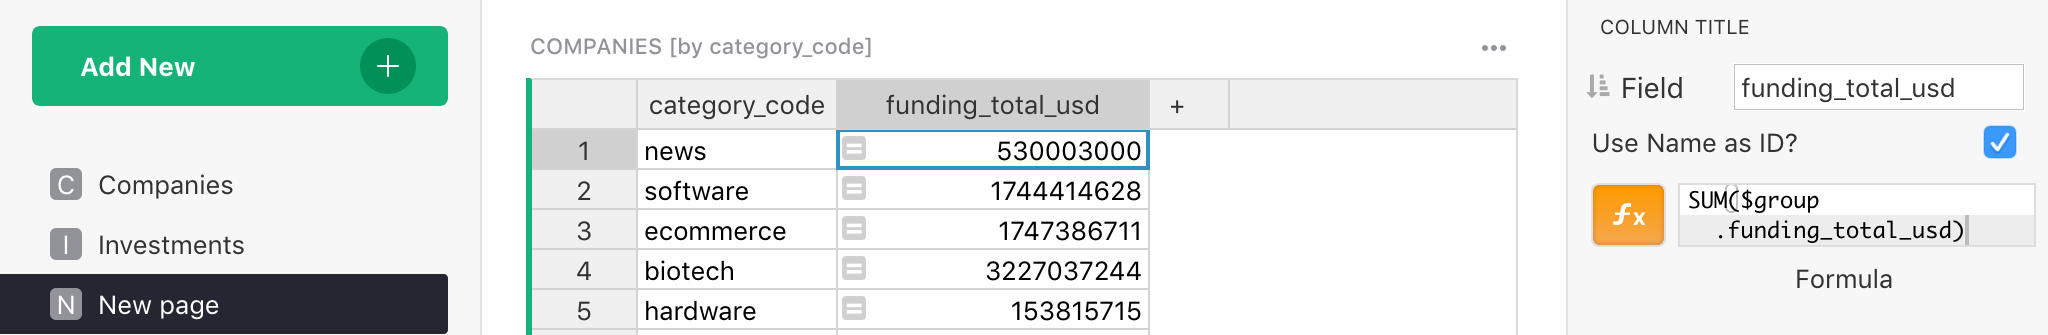 Add New +
C Companies
I Investments
N New page
COMPANIES [by category_code] •••
category_code funding_total_usd +
1 news = 530003000
2 software = 1744414628
3 ecommerce = 1747386711
4 biotech = 3227037244
5 hardware = 153815715
COLUMN TITLE
Field funding_total_usd
Use Name as ID?
ƒx SUM($group
.funding_total_usd)
Formula